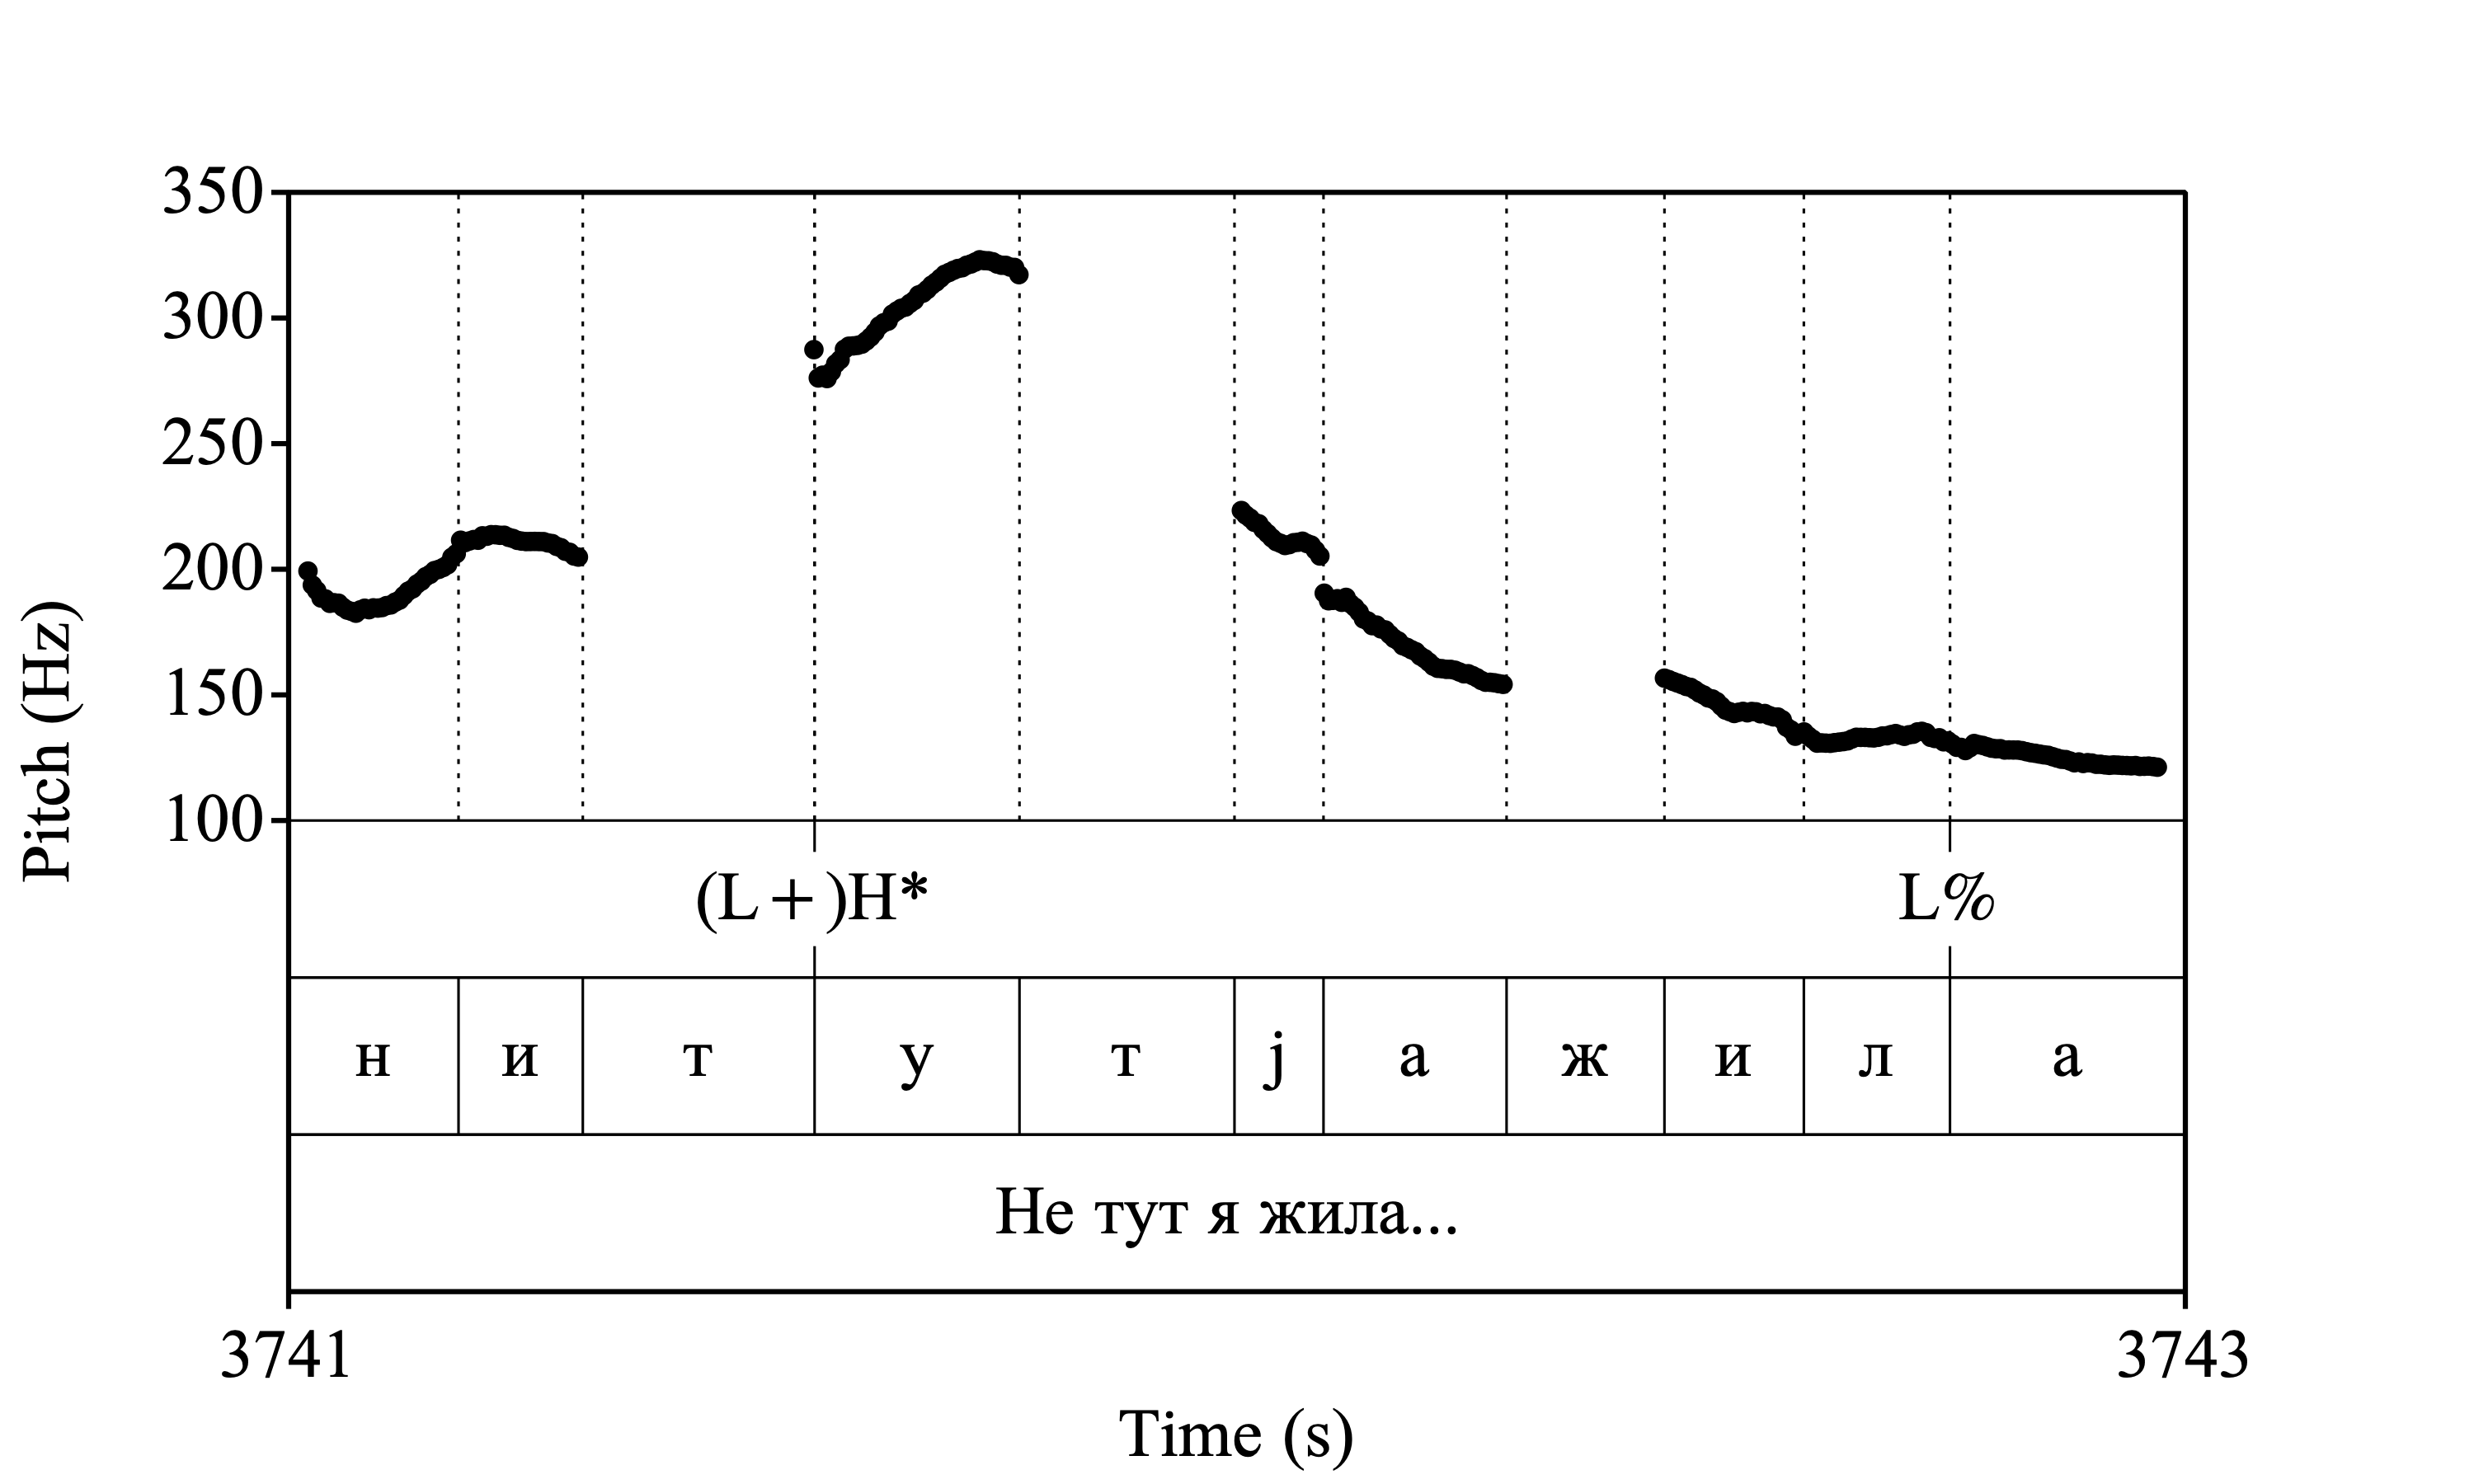 350
300
250
200
150
100
Pitch (Hz)
(L+)H* L%
н и т у т j а ж и л а
Не тут я жила...
3741 3743
Time (s)